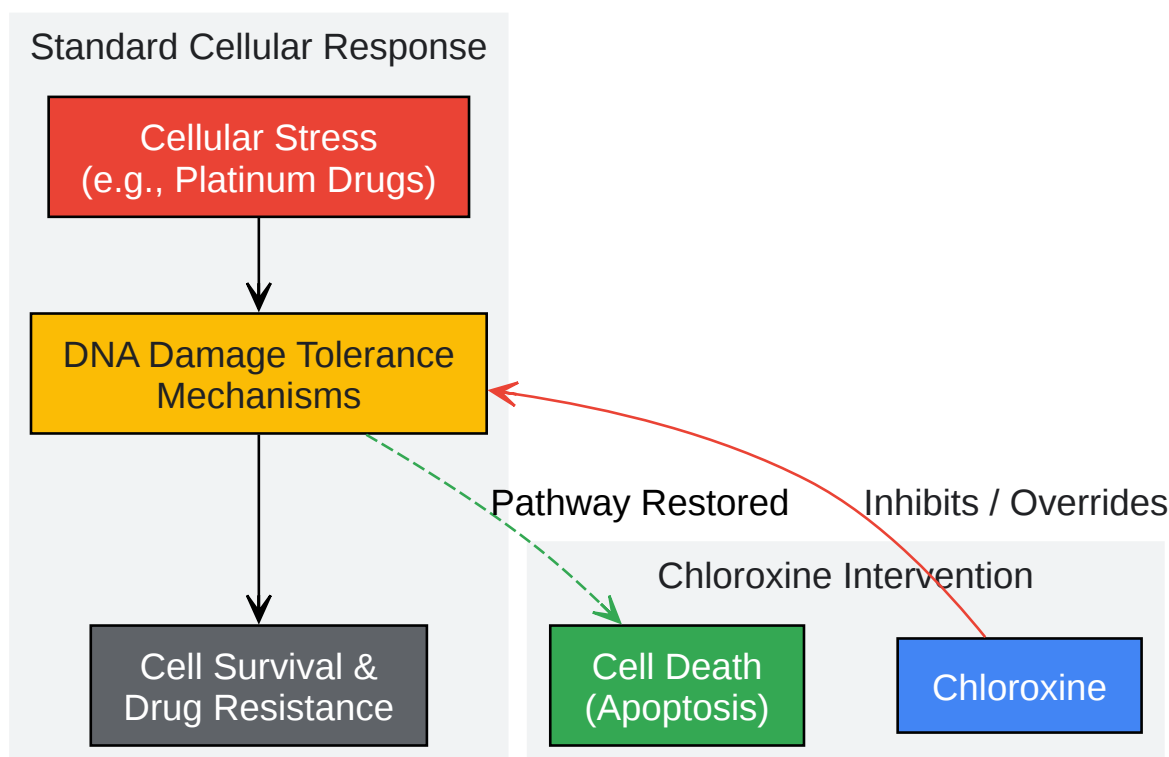 Standard Cellular Response
Cellular Stress
(e.g., Platinum Drugs)
DNA Damage Tolerance
Mechanisms
Pathway Restored
Inhibits / Overrides
Chloroxine Intervention
Cell Survival &
Drug Resistance
Cell Death
(Apoptosis)
Chloroxine